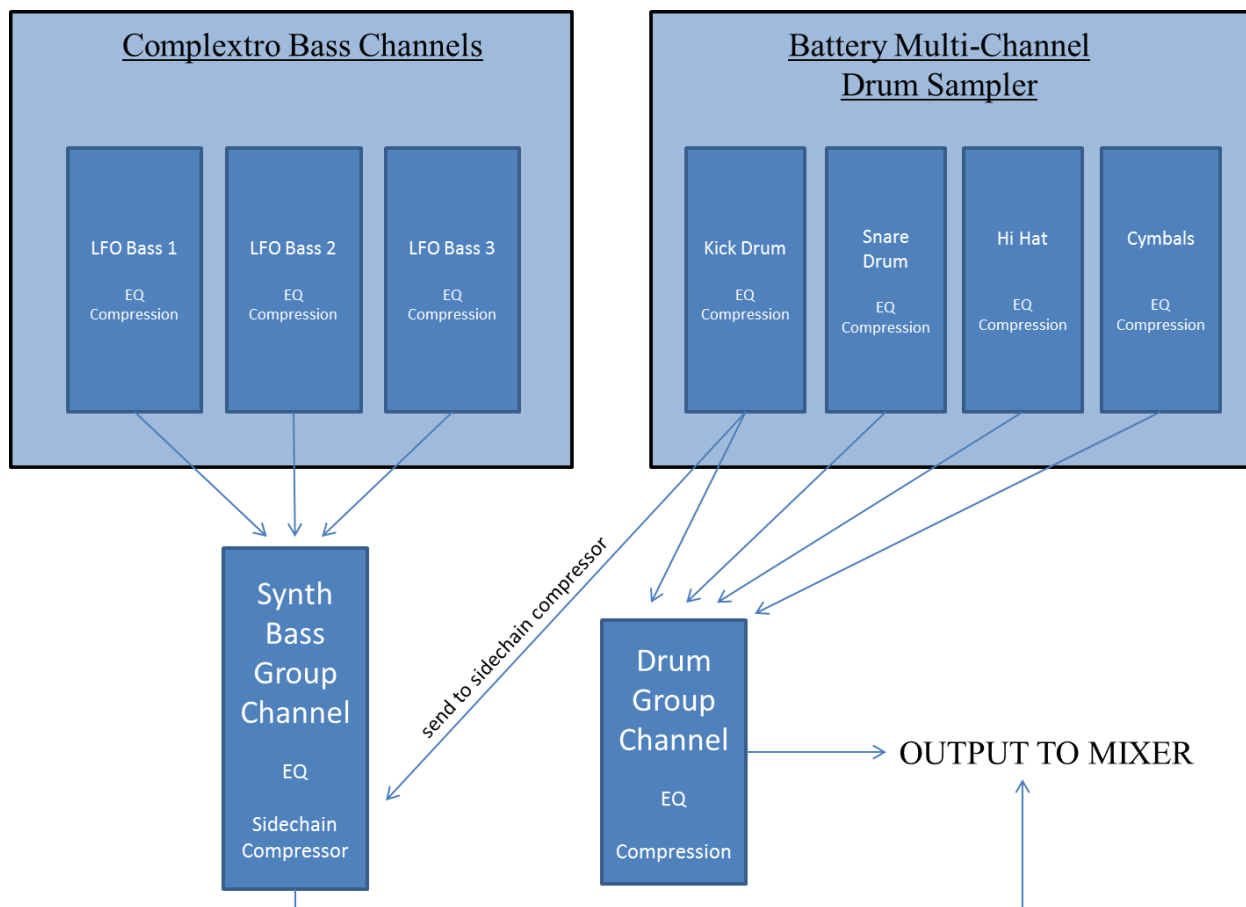 Complextro Bass Channels
LFO Bass 1
EQ
Compression
LFO Bass 2
EQ
Compression
LFO Bass 3
EQ
Compression
Battery Multi-Channel
Drum Sampler
Kick Drum
EQ
Compression
Snare
Drum
EQ
Compression
Hi Hat
EQ
Compression
Cymbals
EQ
Compression
Synth
Bass
Group
Channel
EQ
Sidechain
Compressor
send to sidechain compressor
Drum
Group
Channel
EQ
Compression
OUTPUT TO MIXER